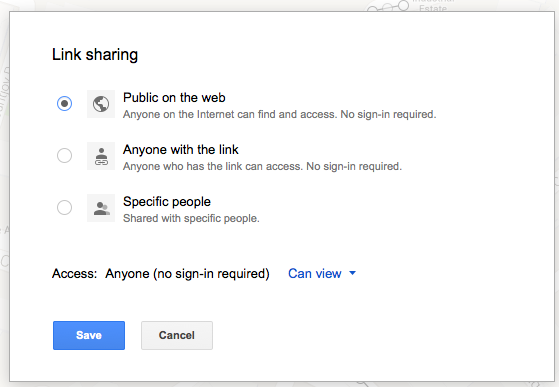 Industrial
Estate
Link sharing
Public on the web
Anyone on the Internet can find and access. No sign-in required.
Anyone with the link
Anyone who has the link can access. No sign-in required.
Specific people
Shared with specific people.
Access: Anyone (no sign-in required) Can view
Save
Cancel